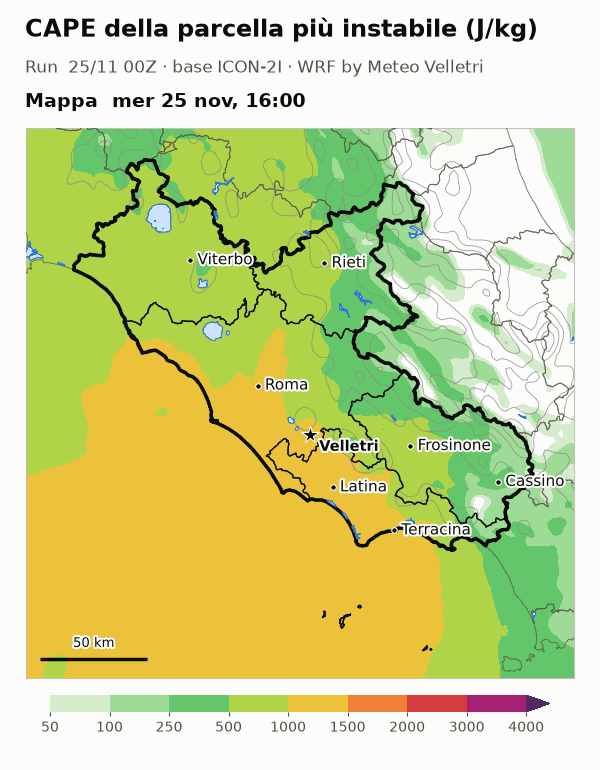 CAPE della parcella più instabile (J/kg)
Run  25/11 00Z · base ICON-2I · WRF by Meteo Velletri
Mappa  mer 25 nov, 16:00
Viterbo
Rieti
Roma
Velletri
Frosinone
Cassino
Latina
Terracina
50 km
50 100 250 500 1000 1500 2000 3000 4000